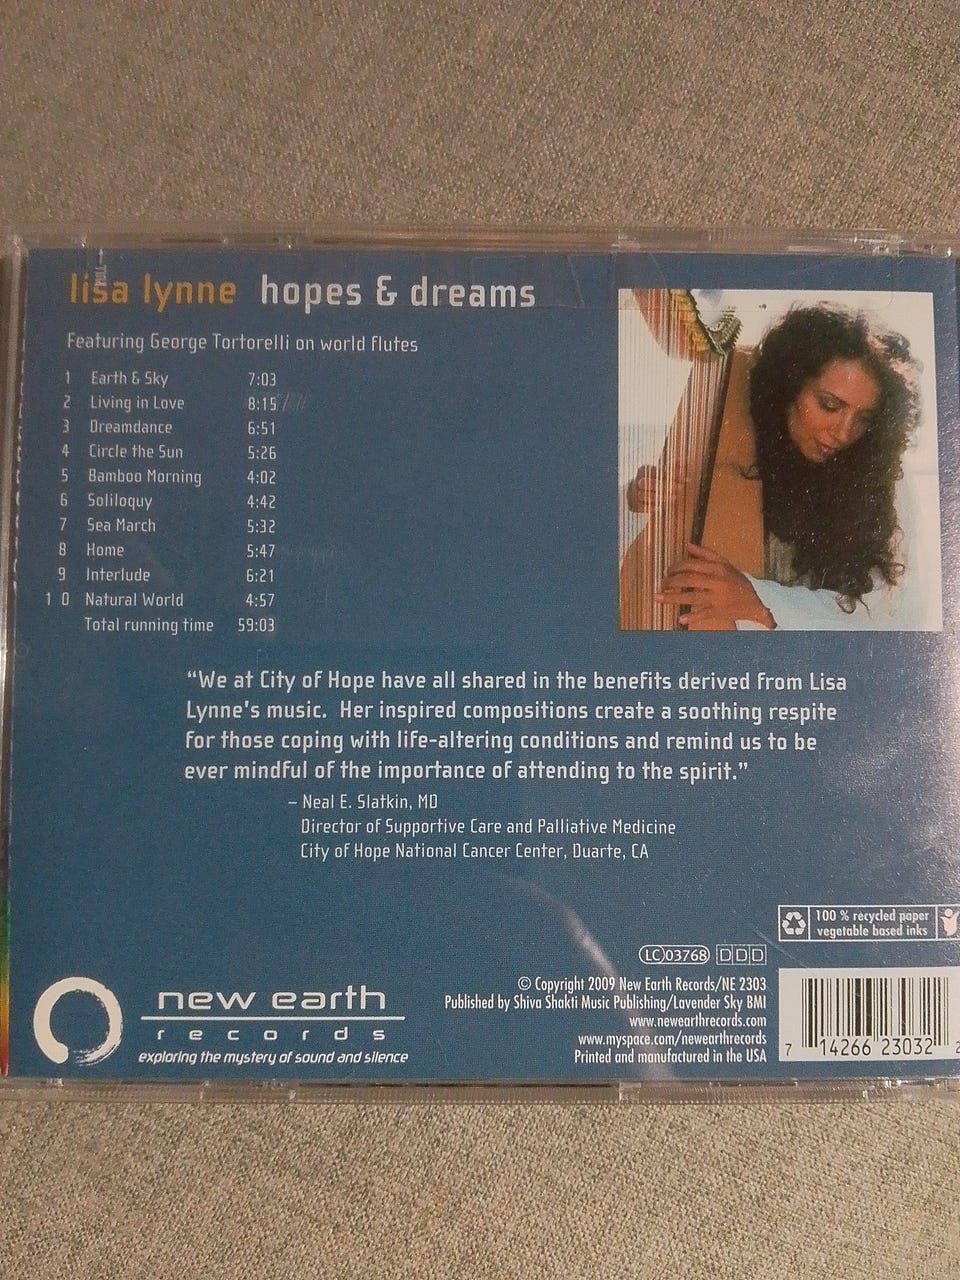 lisa lynne hopes & dreams
Featuring George Tortorelli on world flutes
1 Earth & Sky 7:03
2 Living in Love 8:15
3 Dreamdance 6:51
4 Circle the Sun 5:26
5 Bamboo Morning 4:02
6 Soliloquy 4:42
7 Sea March 5:32
8 Home 5:47
9 Interlude 6:21
1 0 Natural World 4:57
Total running time 59:03
“We at City of Hope have all shared in the benefits derived from Lisa
Lynne's music. Her inspired compositions create a soothing respite
for those coping with life-altering conditions and remind us to be
ever mindful of the importance of attending to the spirit.”
– Neal E. Slatkin, MD
Director of Supportive Care and Palliative Medicine
City of Hope National Cancer Center, Duarte, CA
100 % recycled paper
vegetable based inks
LC 03768 DDD
© Copyright 2009 New Earth Records/NE 2303
Published by Shiva Shakti Music Publishing/Lavender Sky BMI
www.newearthrecords.com
www.myspace.com/newearthrecords
Printed and manufactured in the USA
new earth
records
exploring the mystery of sound and silence
7 14266 23032 2